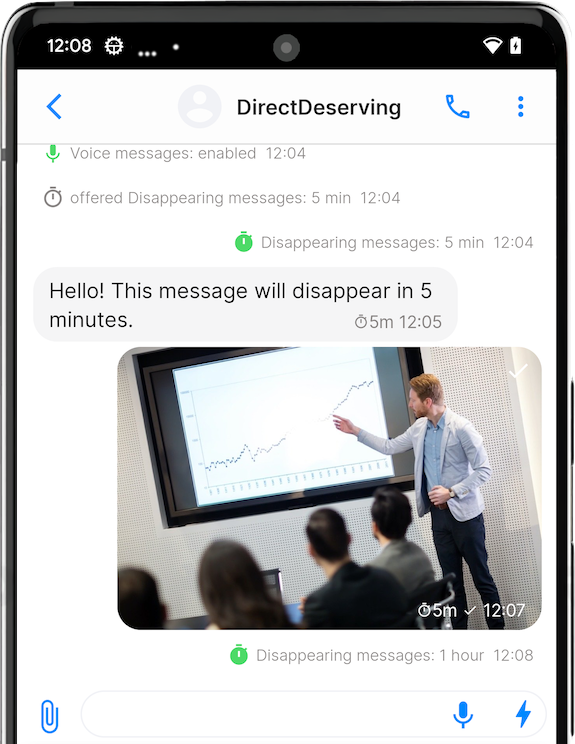 12:08
DirectDeserving
Voice messages: enabled 12:04
offered Disappearing messages: 5 min 12:04
Disappearing messages: 5 min 12:04
Hello! This message will disappear in 5
minutes.
5m 12:05
5m ✓ 12:07
Disappearing messages: 1 hour 12:08